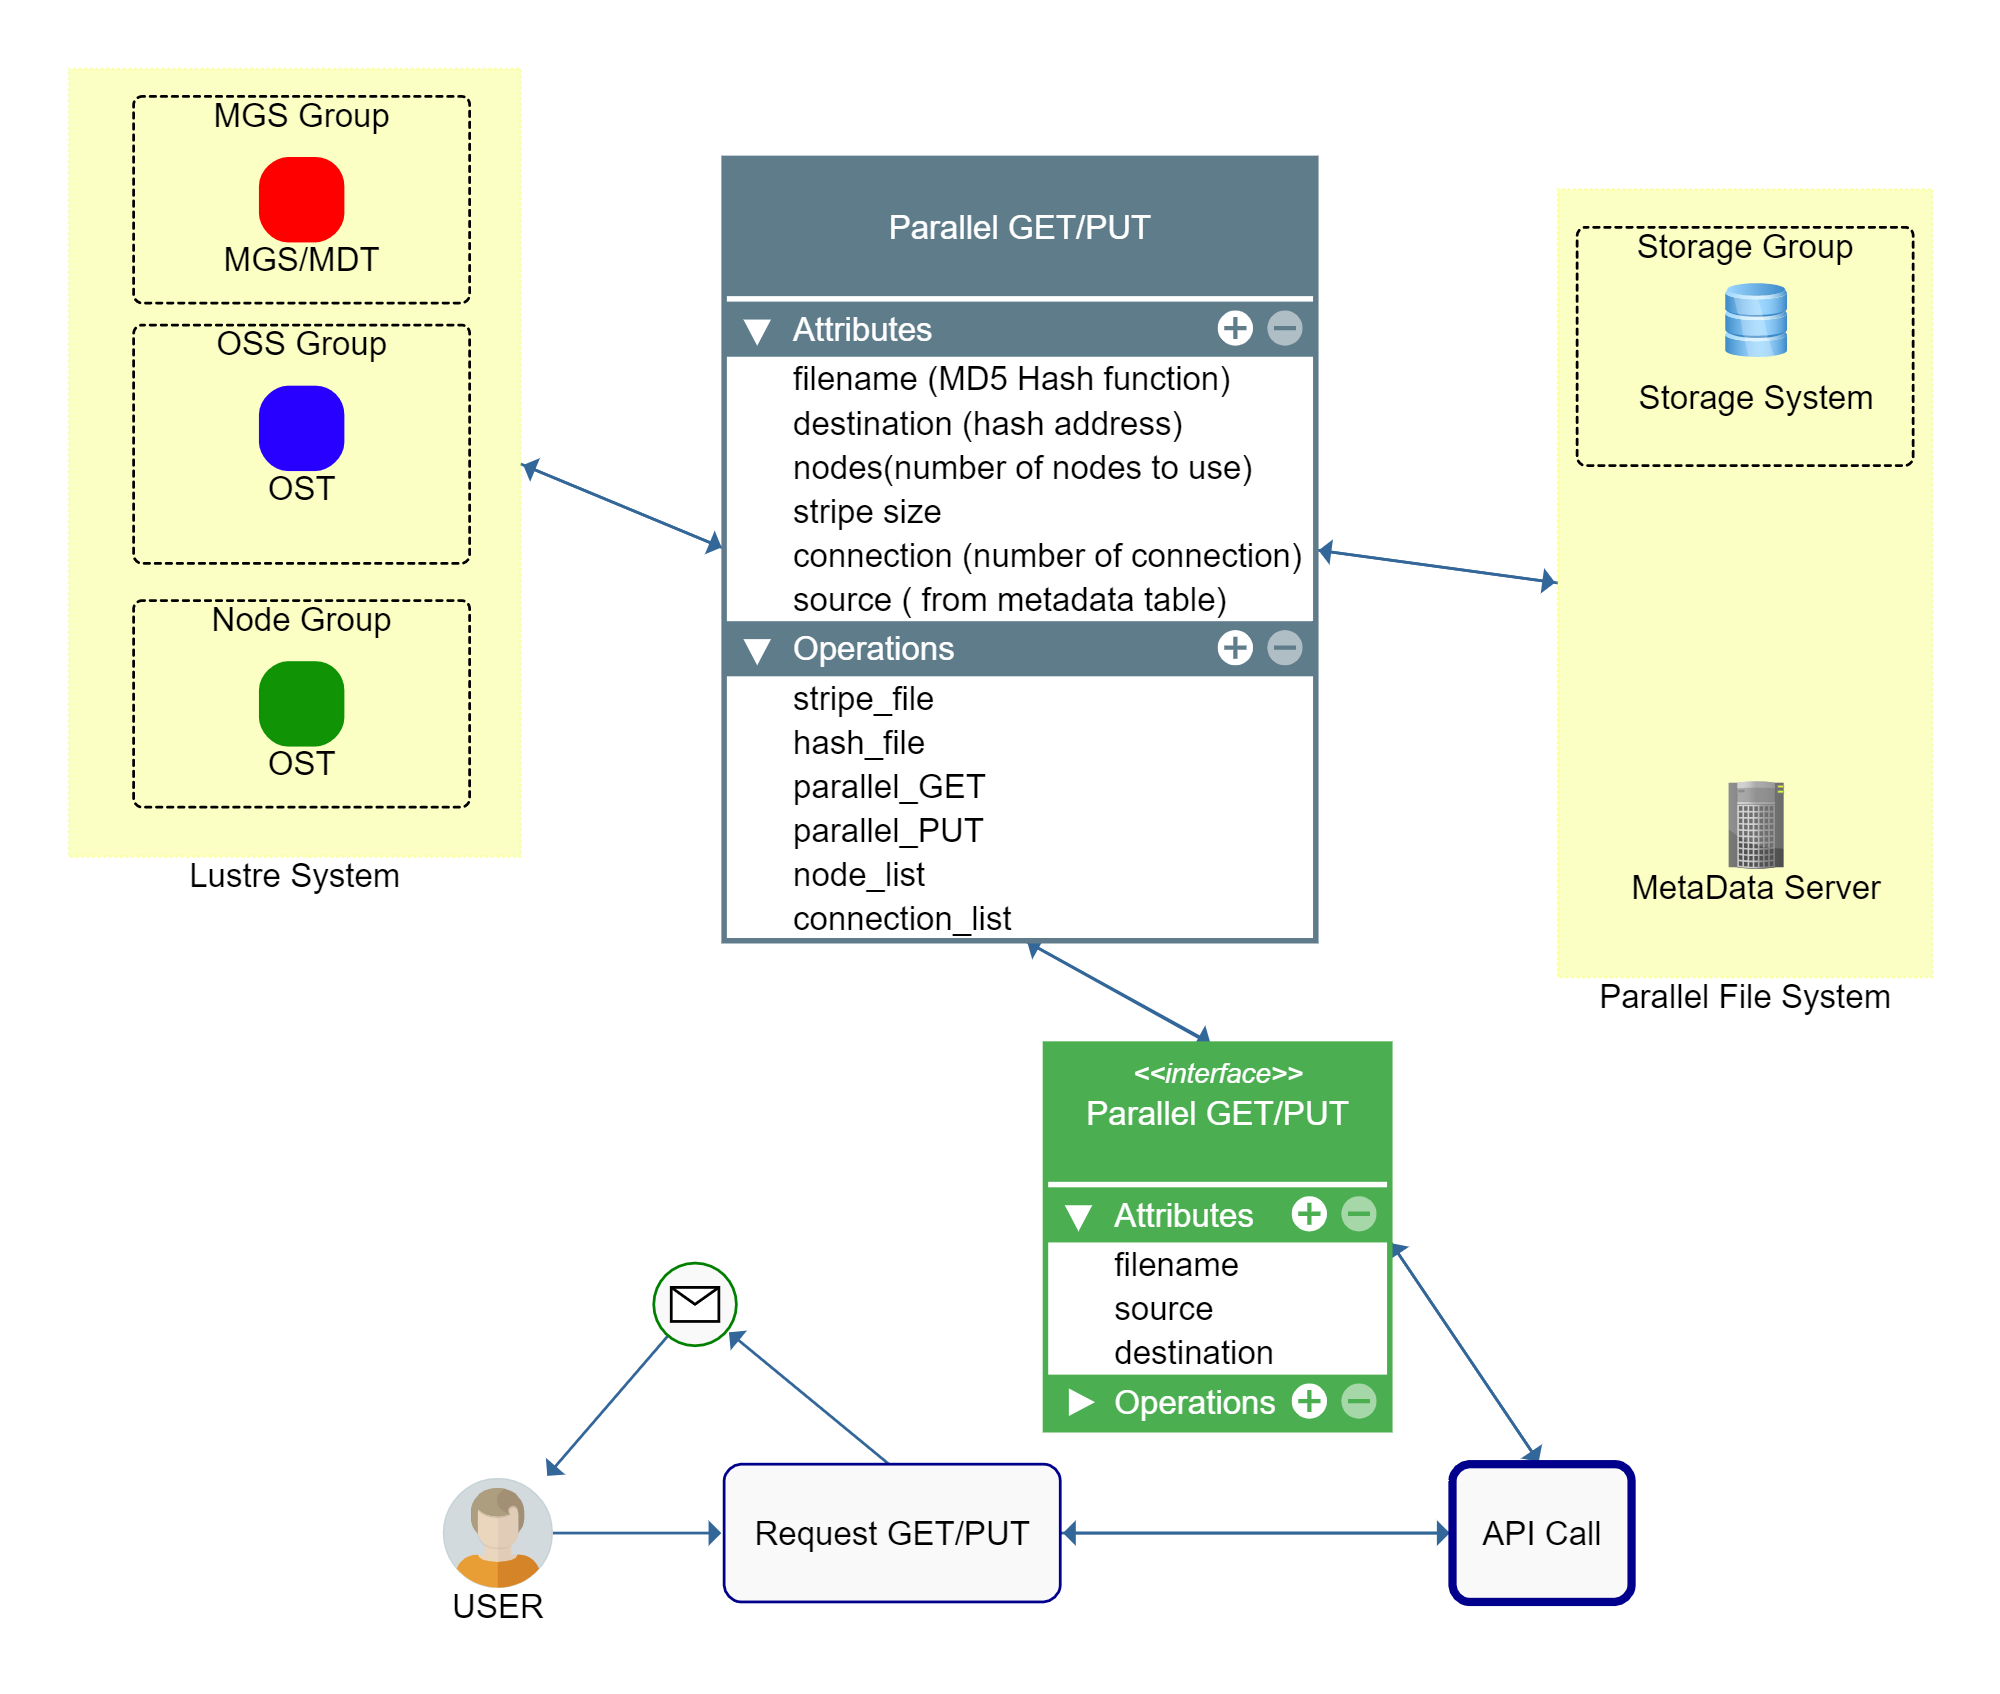 MGS Group
MGS/MDT
OSS Group
OST
Node Group
OST
Lustre System
Parallel GET/PUT
Attributes
filename (MD5 Hash function)
destination (hash address)
nodes(number of nodes to use)
stripe size
connection (number of connection)
source ( from metadata table)
Operations
stripe_file
hash_file
parallel_GET
parallel_PUT
node_list
connection_list
Storage Group
Storage System
MetaData Server
Parallel File System
<<interface>>
Parallel GET/PUT
Attributes
filename
source
destination
Operations
USER
Request GET/PUT
API Call